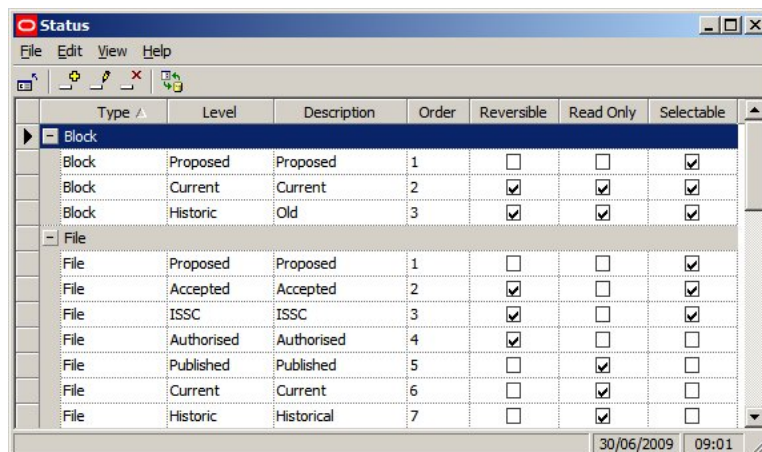 Status
File Edit View Help
Type Level Description Order Reversible Read Only Selectable
Block
Block Proposed Proposed 1
Block Current Current 2
Block Historic Old 3
File
File Proposed Proposed 1
File Accepted Accepted 2
File ISSC ISSC 3
File Authorised Authorised 4
File Published Published 5
File Current Current 6
File Historic Historical 7
30/06/2009 09:01